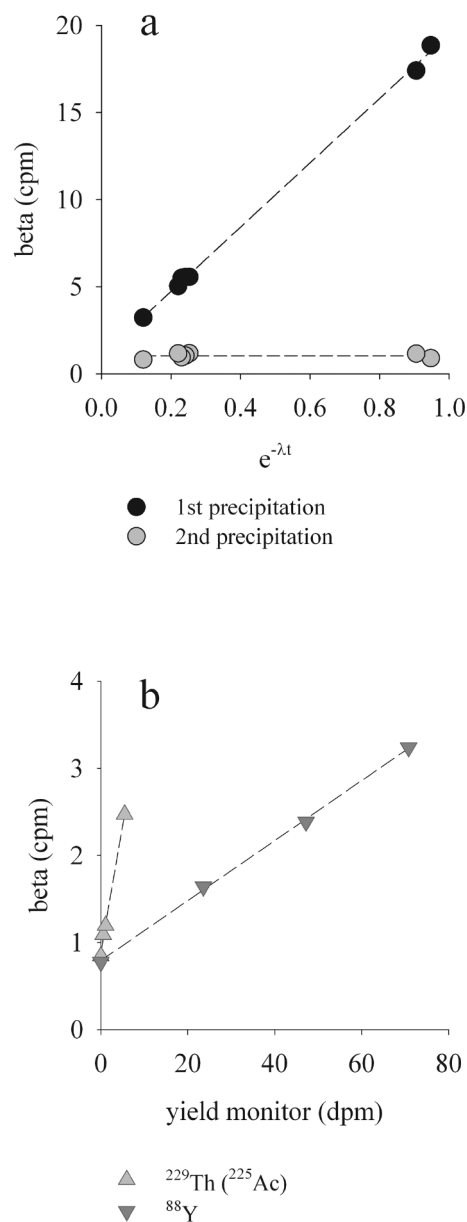 a
20
15
10
5
0
beta (cpm)
0.0 0.2 0.4 0.6 0.8 1.0
e-λt
1st precipitation
2nd precipitation
b
4
3
2
1
0
beta (cpm)
0 20 40 60 80
yield monitor (dpm)
229Th (225Ac)
88Y